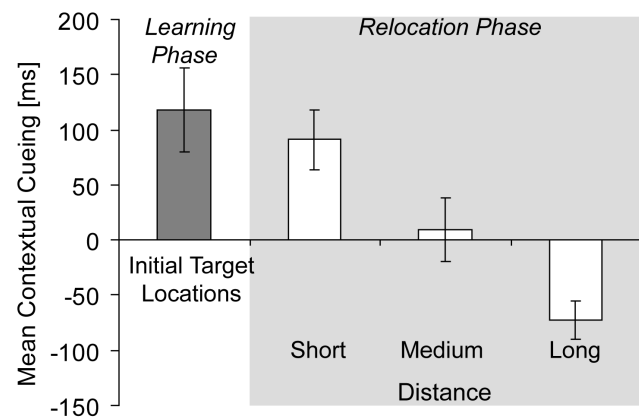 Mean Contextual Cueing [ms]
200
150
100
50
0
-50
-100
-150
Learning
Phase
Relocation Phase
Initial Target
Locations
Short
Medium
Long
Distance